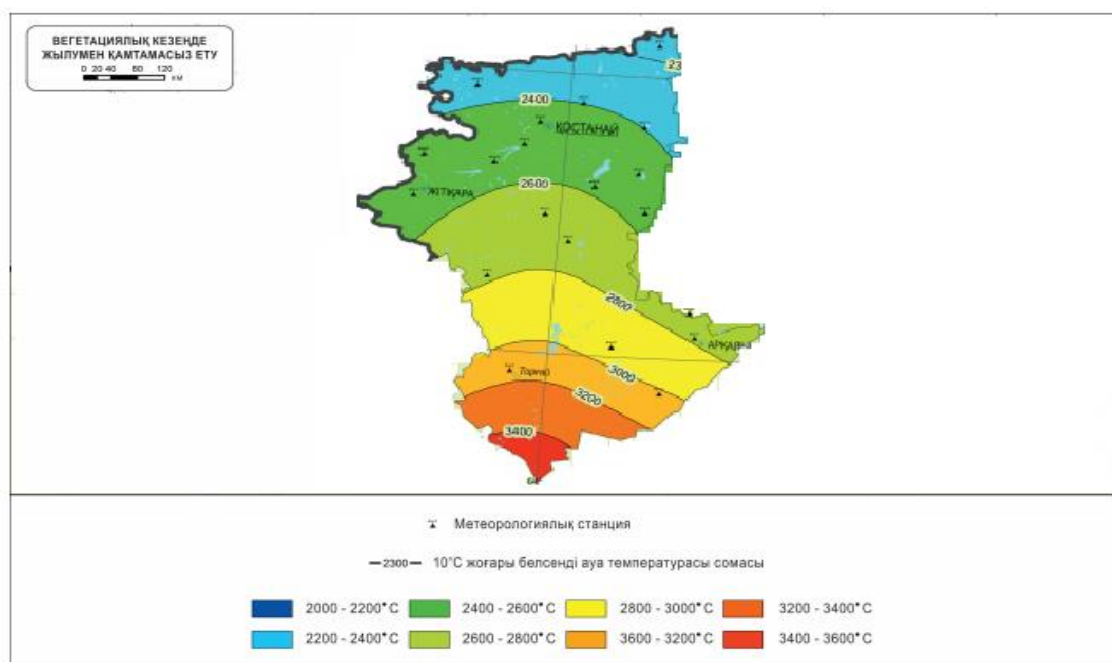 ВЕГЕТАЦИЯЛЫҚ КЕЗЕҢДЕ
ЖЫЛУМЕН ҚАМТАМАСЫЗ ЕТУ
0 20 40 80 120
КМ
23
2400
ҚОСТАНАЙ
2600
ЖІТІҚАРА
2800
АРҚАЛЫҚ
3000
Торғай
3200
3400
Метеорологиялық станция
2300 10°С жоғары белсенді ауа температурасы сомасы
2000 - 2200°С 2400 - 2600°С 2800 - 3000°С 3200 - 3400°С
2200 - 2400°С 2600 - 2800°С 3600 - 3200°С 3400 - 3600°С